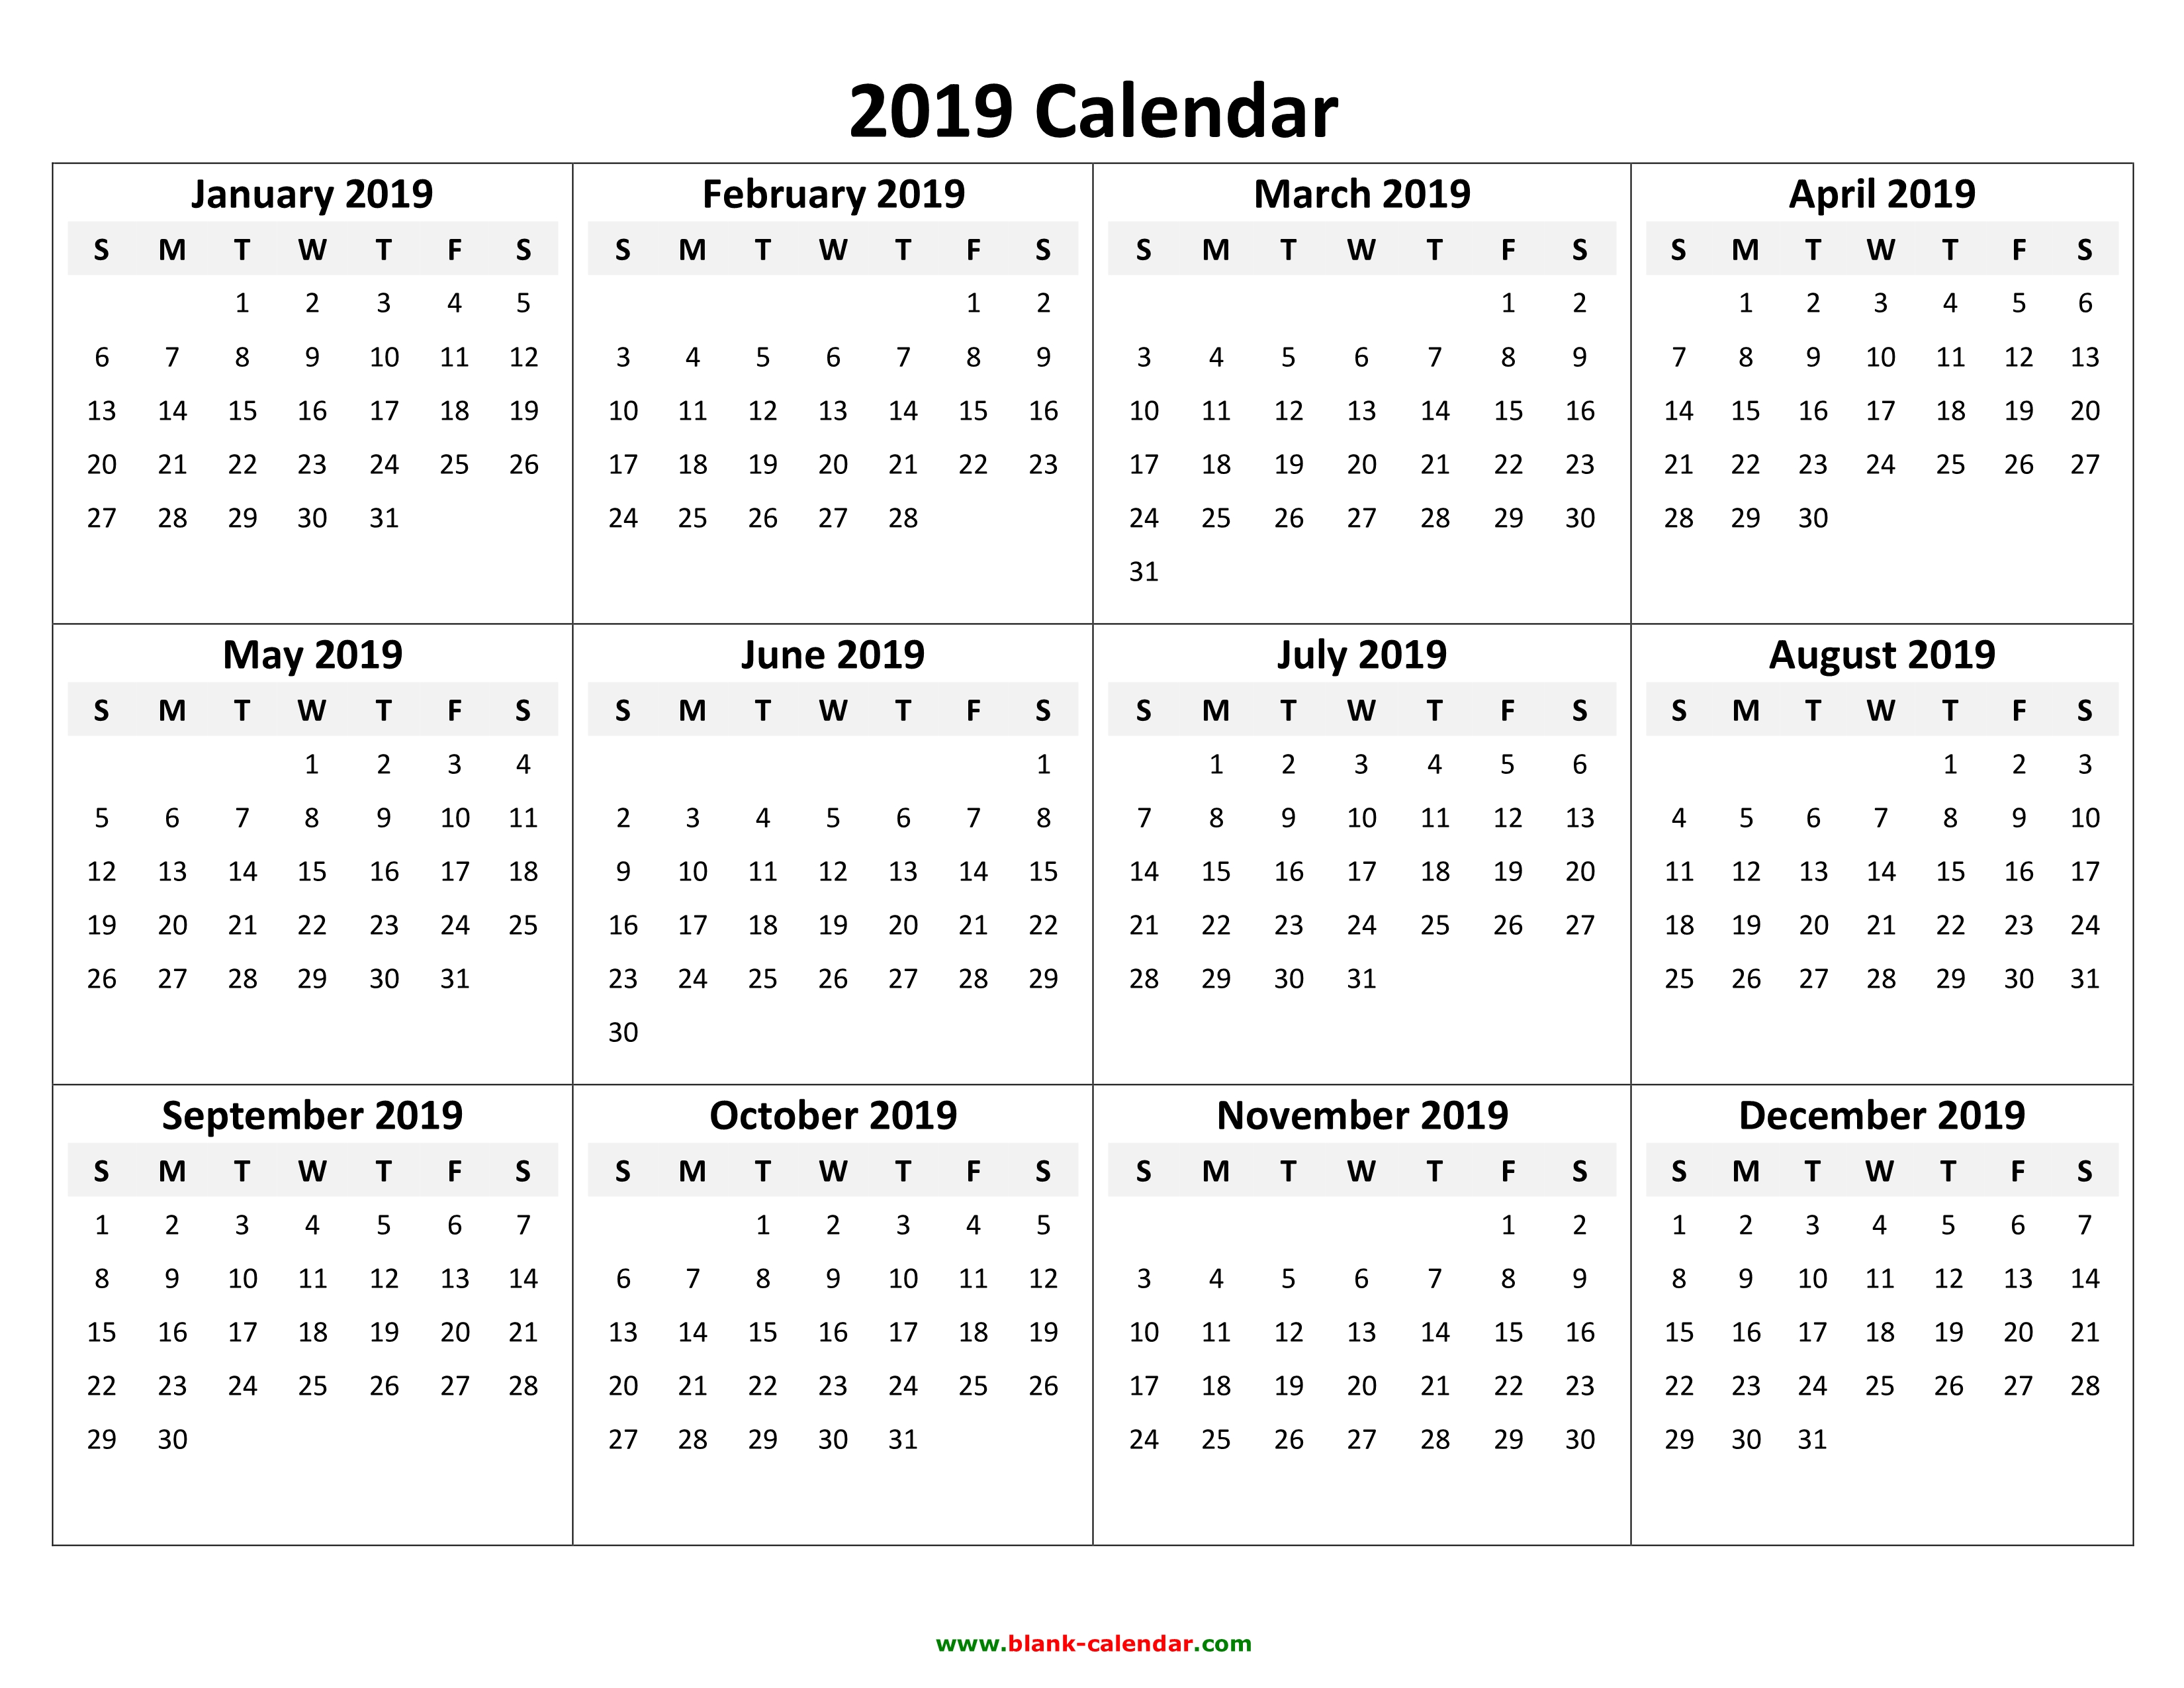 2019 Calendar
January 2019
S M T W T F S
1 2 3 4 5
6 7 8 9 10 11 12
13 14 15 16 17 18 19
20 21 22 23 24 25 26
27 28 29 30 31
February 2019
S M T W T F S
1 2
3 4 5 6 7 8 9
10 11 12 13 14 15 16
17 18 19 20 21 22 23
24 25 26 27 28
March 2019
S M T W T F S
1 2
3 4 5 6 7 8 9
10 11 12 13 14 15 16
17 18 19 20 21 22 23
24 25 26 27 28 29 30
31
April 2019
S M T W T F S
1 2 3 4 5 6
7 8 9 10 11 12 13
14 15 16 17 18 19 20
21 22 23 24 25 26 27
28 29 30
May 2019
S M T W T F S
1 2 3 4
5 6 7 8 9 10 11
12 13 14 15 16 17 18
19 20 21 22 23 24 25
26 27 28 29 30 31
June 2019
S M T W T F S
1
2 3 4 5 6 7 8
9 10 11 12 13 14 15
16 17 18 19 20 21 22
23 24 25 26 27 28 29
30
July 2019
S M T W T F S
1 2 3 4 5 6
7 8 9 10 11 12 13
14 15 16 17 18 19 20
21 22 23 24 25 26 27
28 29 30 31
August 2019
S M T W T F S
1 2 3
4 5 6 7 8 9 10
11 12 13 14 15 16 17
18 19 20 21 22 23 24
25 26 27 28 29 30 31
September 2019
S M T W T F S
1 2 3 4 5 6 7
8 9 10 11 12 13 14
15 16 17 18 19 20 21
22 23 24 25 26 27 28
29 30
October 2019
S M T W T F S
1 2 3 4 5
6 7 8 9 10 11 12
13 14 15 16 17 18 19
20 21 22 23 24 25 26
27 28 29 30 31
November 2019
S M T W T F S
1 2
3 4 5 6 7 8 9
10 11 12 13 14 15 16
17 18 19 20 21 22 23
24 25 26 27 28 29 30
December 2019
S M T W T F S
1 2 3 4 5 6 7
8 9 10 11 12 13 14
15 16 17 18 19 20 21
22 23 24 25 26 27 28
29 30 31
www.blank-calendar.com